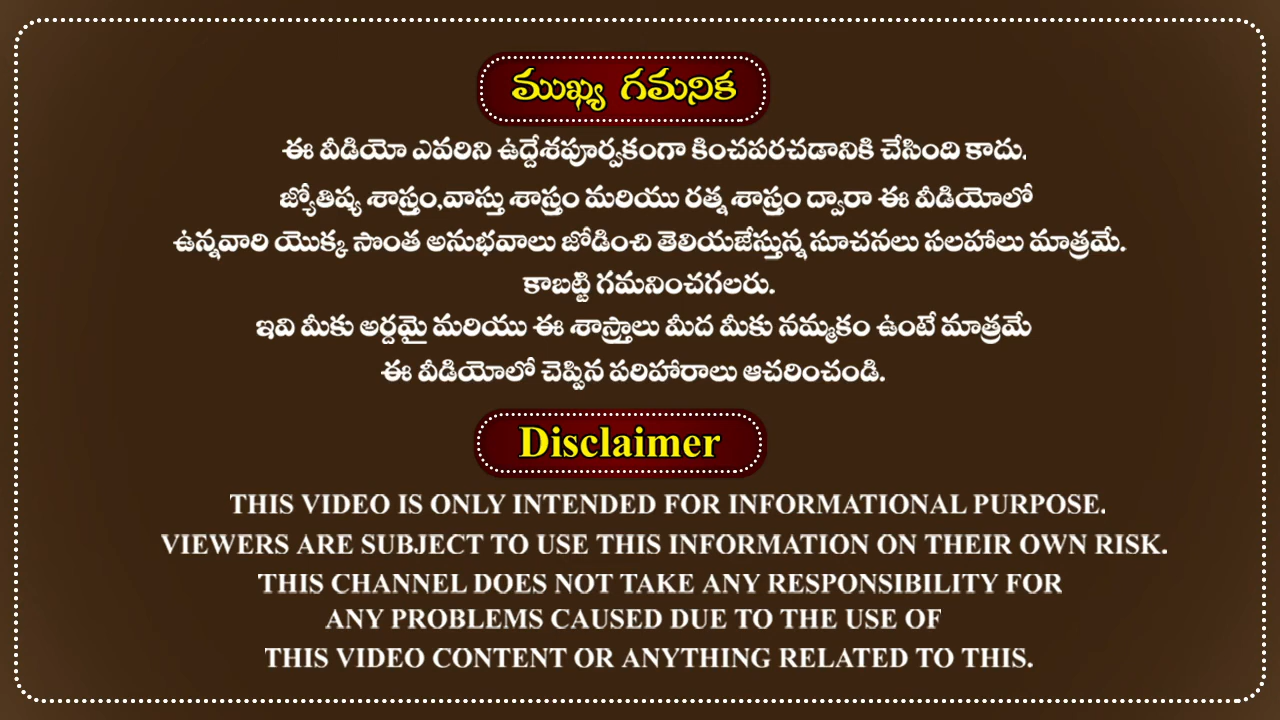 ముఖ్య గమనిక
ఈ వీడియో ఎవరిని ఉద్దేశపూర్వకంగా కించపరచడానికి చేసింది కాదు.
జ్యోతిష్య శాస్త్రం,వాస్తు శాస్త్రం మరియు రత్న శాస్త్రం ద్వారా ఈ వీడియోలో
ఉన్నవారి యొక్క సొంత అనుభవాలు జోడించి తెలియజేస్తున్న సూచనలు సలహాలు మాత్రమే.
కాబట్టి గమనించగలరు.
ఇవి మీకు అర్దమై మరియు ఈ శాస్త్రాలు మీద మీకు నమ్మకం ఉంటే మాత్రమే
ఈ వీడియోలో చెప్పిన పరిహారాలు ఆచరించండి.
Disclaimer
THIS VIDEO IS ONLY INTENDED FOR INFORMATIONAL PURPOSE.
VIEWERS ARE SUBJECT TO USE THIS INFORMATION ON THEIR OWN RISK.
THIS CHANNEL DOES NOT TAKE ANY RESPONSIBILITY FOR
ANY PROBLEMS CAUSED DUE TO THE USE OF
THIS VIDEO CONTENT OR ANYTHING RELATED TO THIS.